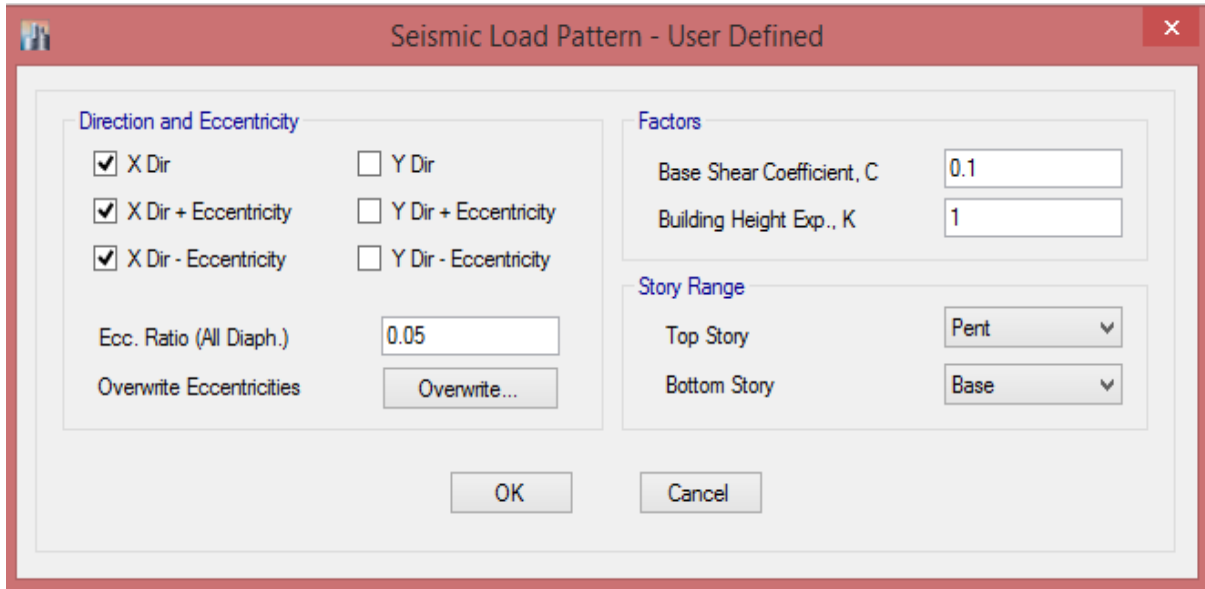 Seismic Load Pattern - User Defined
Direction and Eccentricity
X Dir
Y Dir
X Dir + Eccentricity
Y Dir + Eccentricity
X Dir - Eccentricity
Y Dir - Eccentricity
Ecc. Ratio (All Diaph.)
0.05
Overwrite Eccentricities
Overwrite...
Factors
Base Shear Coefficient, C
0.1
Building Height Exp., K
1
Story Range
Top Story
Pent
Bottom Story
Base
OK
Cancel